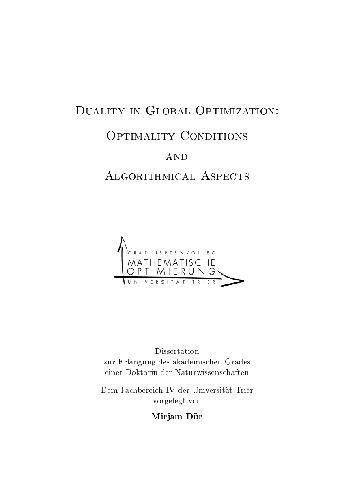 DUALITY IN GLOBAL OPTIMIZATION:
OPTIMALITY CONDITIONS
AND
ALGORITHMICAL ASPECTS
GRADUIERTENKOLLEG
MATHEMATISCHE
OPTIMIERUNG
UNIVERSITÄT TRIER
Dissertation
zur Erlangung des akademischen Grades
einer Doktorin der Naturwissenschaften
Dem Fachbereich IV der Universität Trier
vorgelegt von
Mirjam Dür